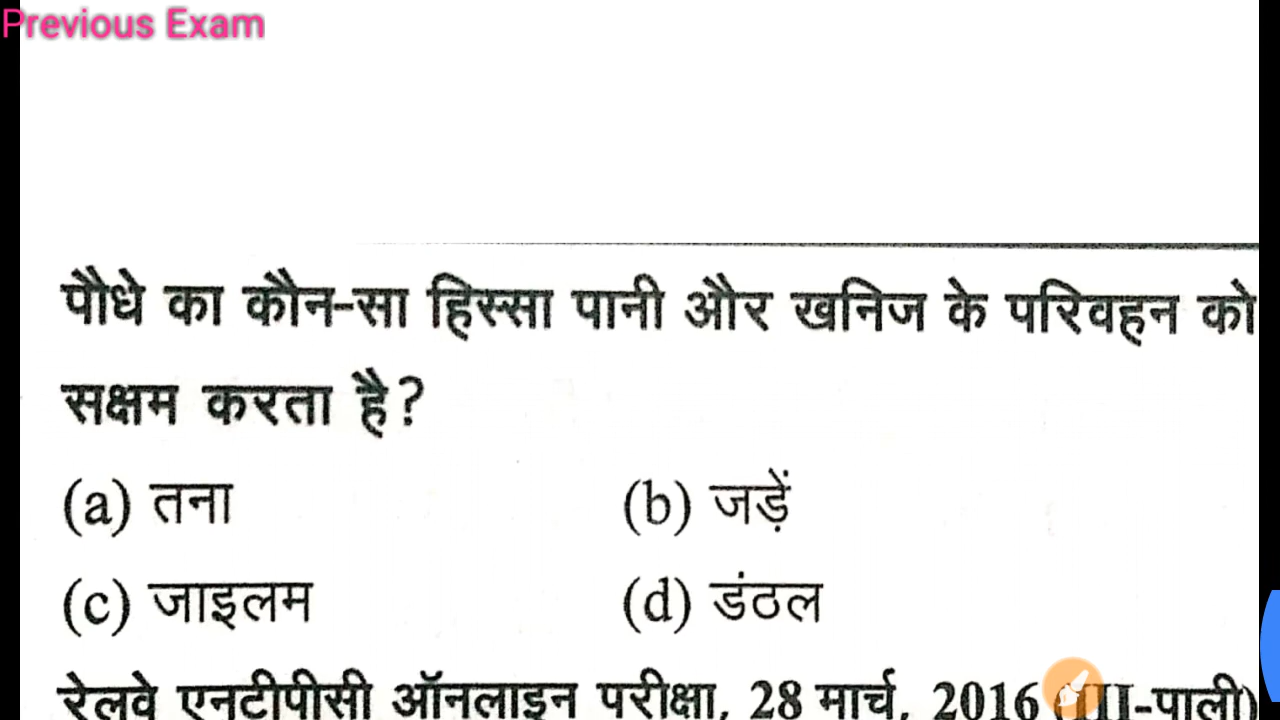 Previous Exam
पौधे का कौन-सा हिस्सा पानी और खनिज के परिवहन को
सक्षम करता है?
(a) तना (b) जड़ें
(c) जाइलम (d) डंठल
रेलवे एनटीपीसी ऑनलाइन परीक्षा, 28 मार्च, 2016 (III-पाली)